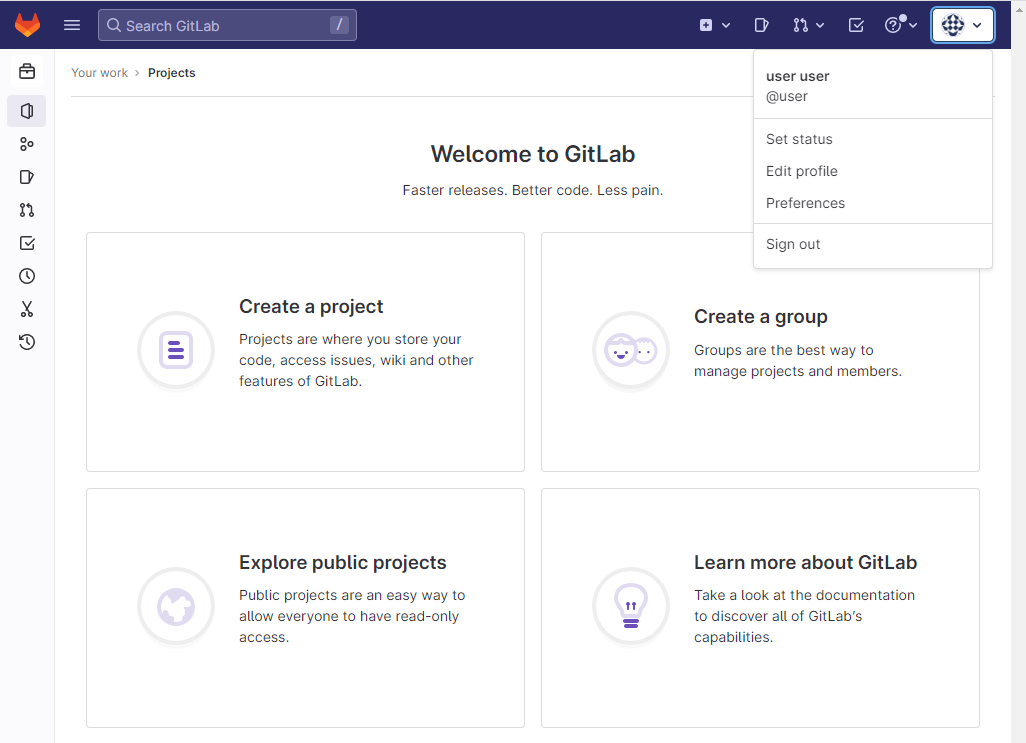 Search GitLab /
Your work › Projects
user user
@user
Set status
Edit profile
Preferences
Sign out
Welcome to GitLab
Faster releases. Better code. Less pain.
Create a project
Projects are where you store your
code, access issues, wiki and other
features of GitLab.
Create a group
Groups are the best way to
manage projects and members.
Explore public projects
Public projects are an easy way to
allow everyone to have read-only
access.
Learn more about GitLab
Take a look at the documentation
to discover all of GitLab's
capabilities.